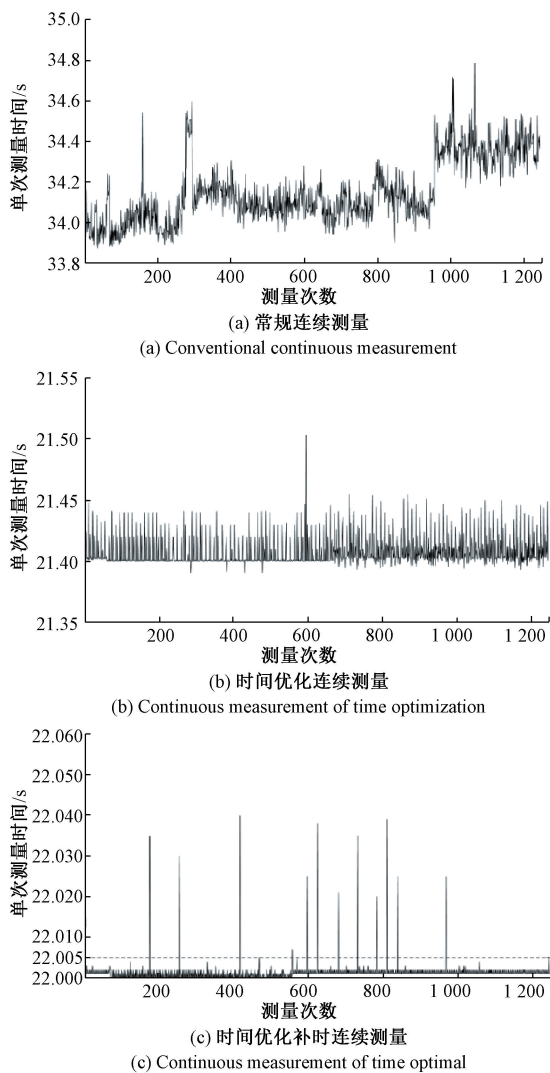 35.0
34.8
34.6
34.4
34.2
34.0
33.8
单次测量时间/s
200 400 600 800 1 000 1 200
测量次数
(a) 常规连续测量
(a) Conventional continuous measurement
21.55
21.50
21.45
21.40
21.35
单次测量时间/s
200 400 600 800 1 000 1 200
测量次数
(b) 时间优化连续测量
(b) Continuous measurement of time optimization
22.060
22.050
22.040
22.030
22.020
22.010
22.005
22.000
单次测量时间/s
200 400 600 800 1 000 1 200
测量次数
(c) 时间优化补时连续测量
(c) Continuous measurement of time optimal